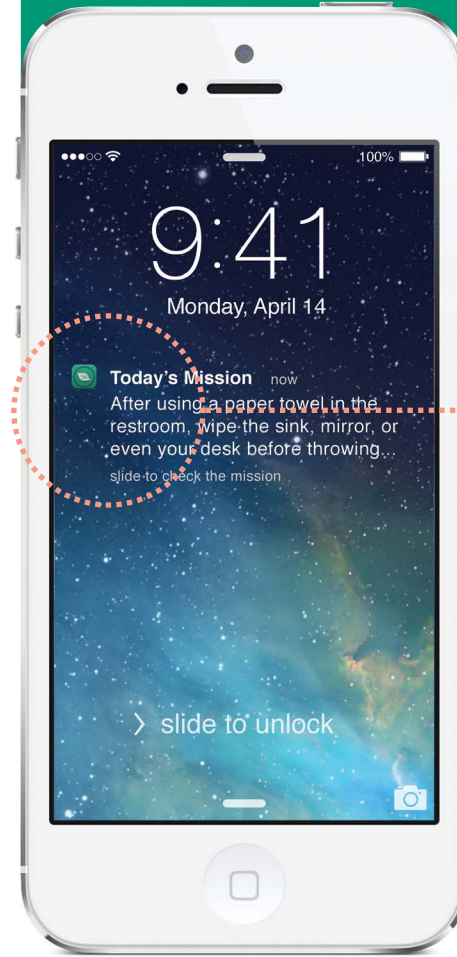 100%
9:41
Monday, April 14
Today's Mission now
After using a paper towel in the
restroom, wipe the sink, mirror, or
even your desk before throwing...
slide to check the mission
> slide to unlock